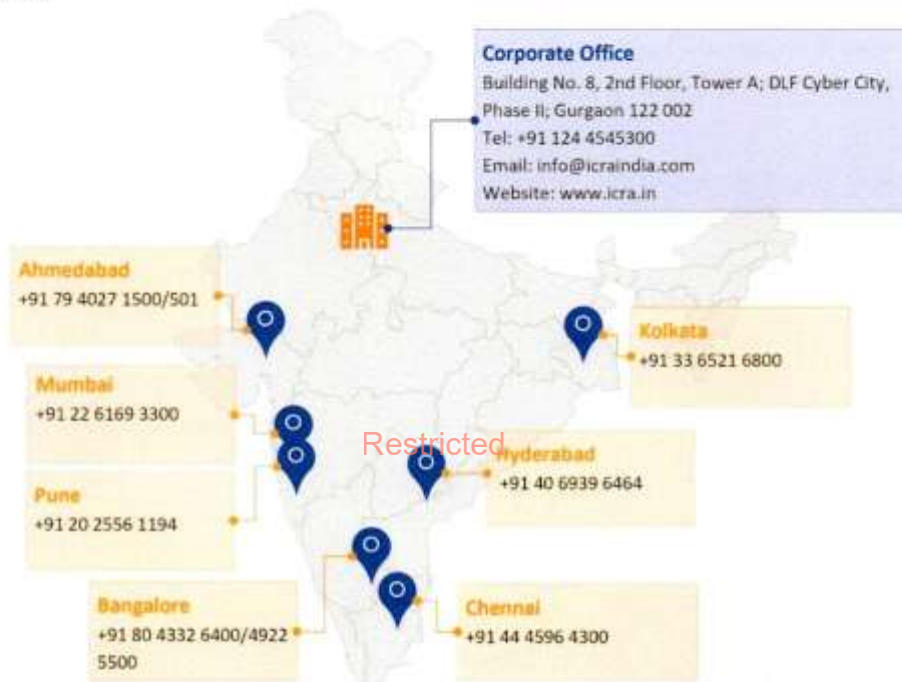 Corporate Office
Building No. 8, 2nd Floor, Tower A; DLF Cyber City,
Phase II; Gurgaon 122 002
Tel: +91 124 4545300
Email: info@icraindia.com
Website: www.icra.in
Ahmedabad
+91 79 4027 1500/501
Kolkata
+91 33 6521 6800
Mumbai
+91 22 6169 3300
Restricted
Hyderabad
+91 40 6939 6464
Pune
+91 20 2556 1194
Bangalore
+91 80 4332 6400/4922
5500
Chennai
+91 44 4596 4300